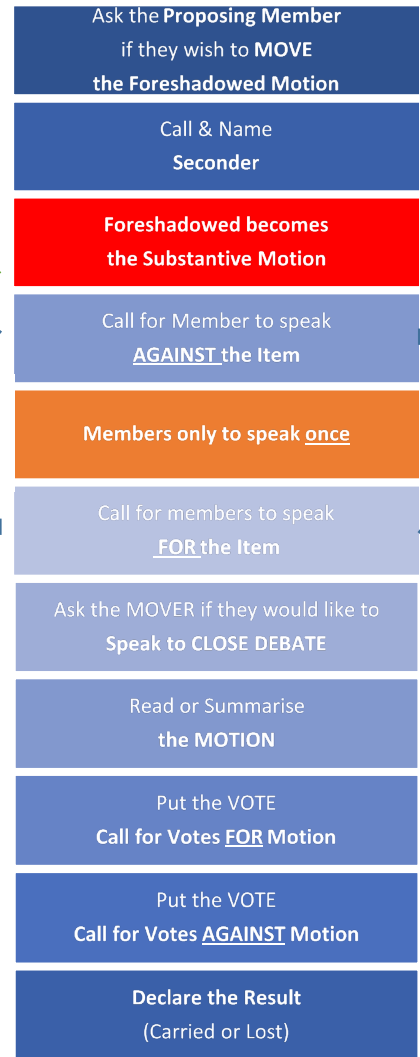 Ask the Proposing Member
if they wish to MOVE
the Foreshadowed Motion
Call & Name
Seconder
Foreshadowed becomes
the Substantive Motion
Call for Member to speak
AGAINST the Item
Members only to speak once
Call for members to speak
FOR the Item
Ask the MOVER if they would like to
Speak to CLOSE DEBATE
Read or Summarise
the MOTION
Put the VOTE
Call for Votes FOR Motion
Put the VOTE
Call for Votes AGAINST Motion
Declare the Result
(Carried or Lost)